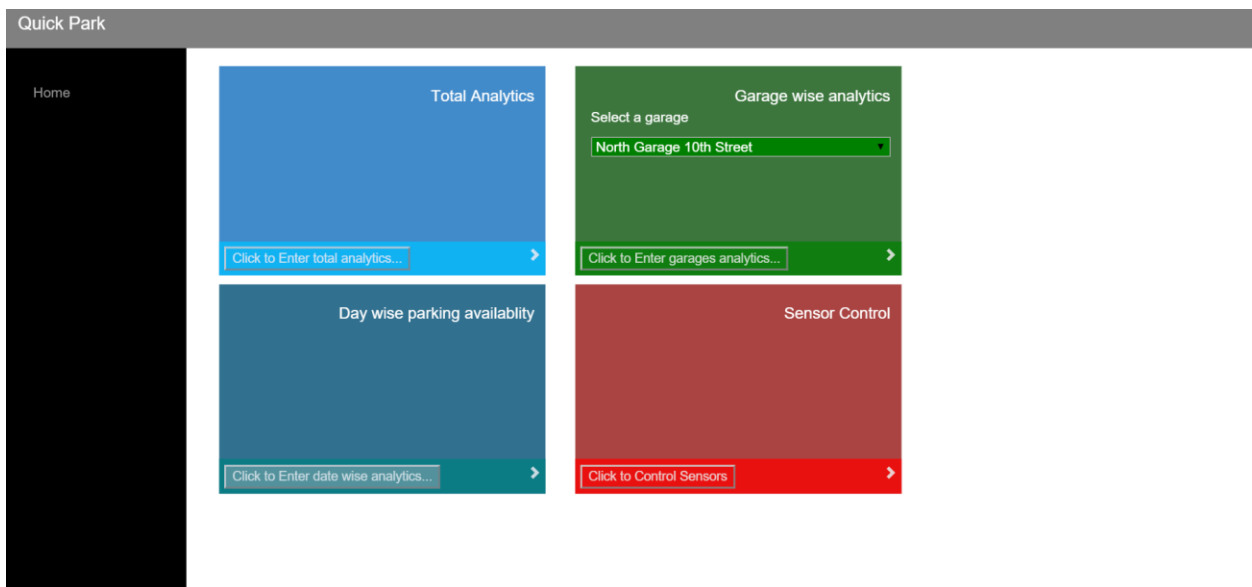 Quick Park
Home
Total Analytics
Click to Enter total analytics...
Garage wise analytics
Select a garage
North Garage 10th Street
Click to Enter garages analytics...
Day wise parking availablity
Click to Enter date wise analytics...
Sensor Control
Click to Control Sensors